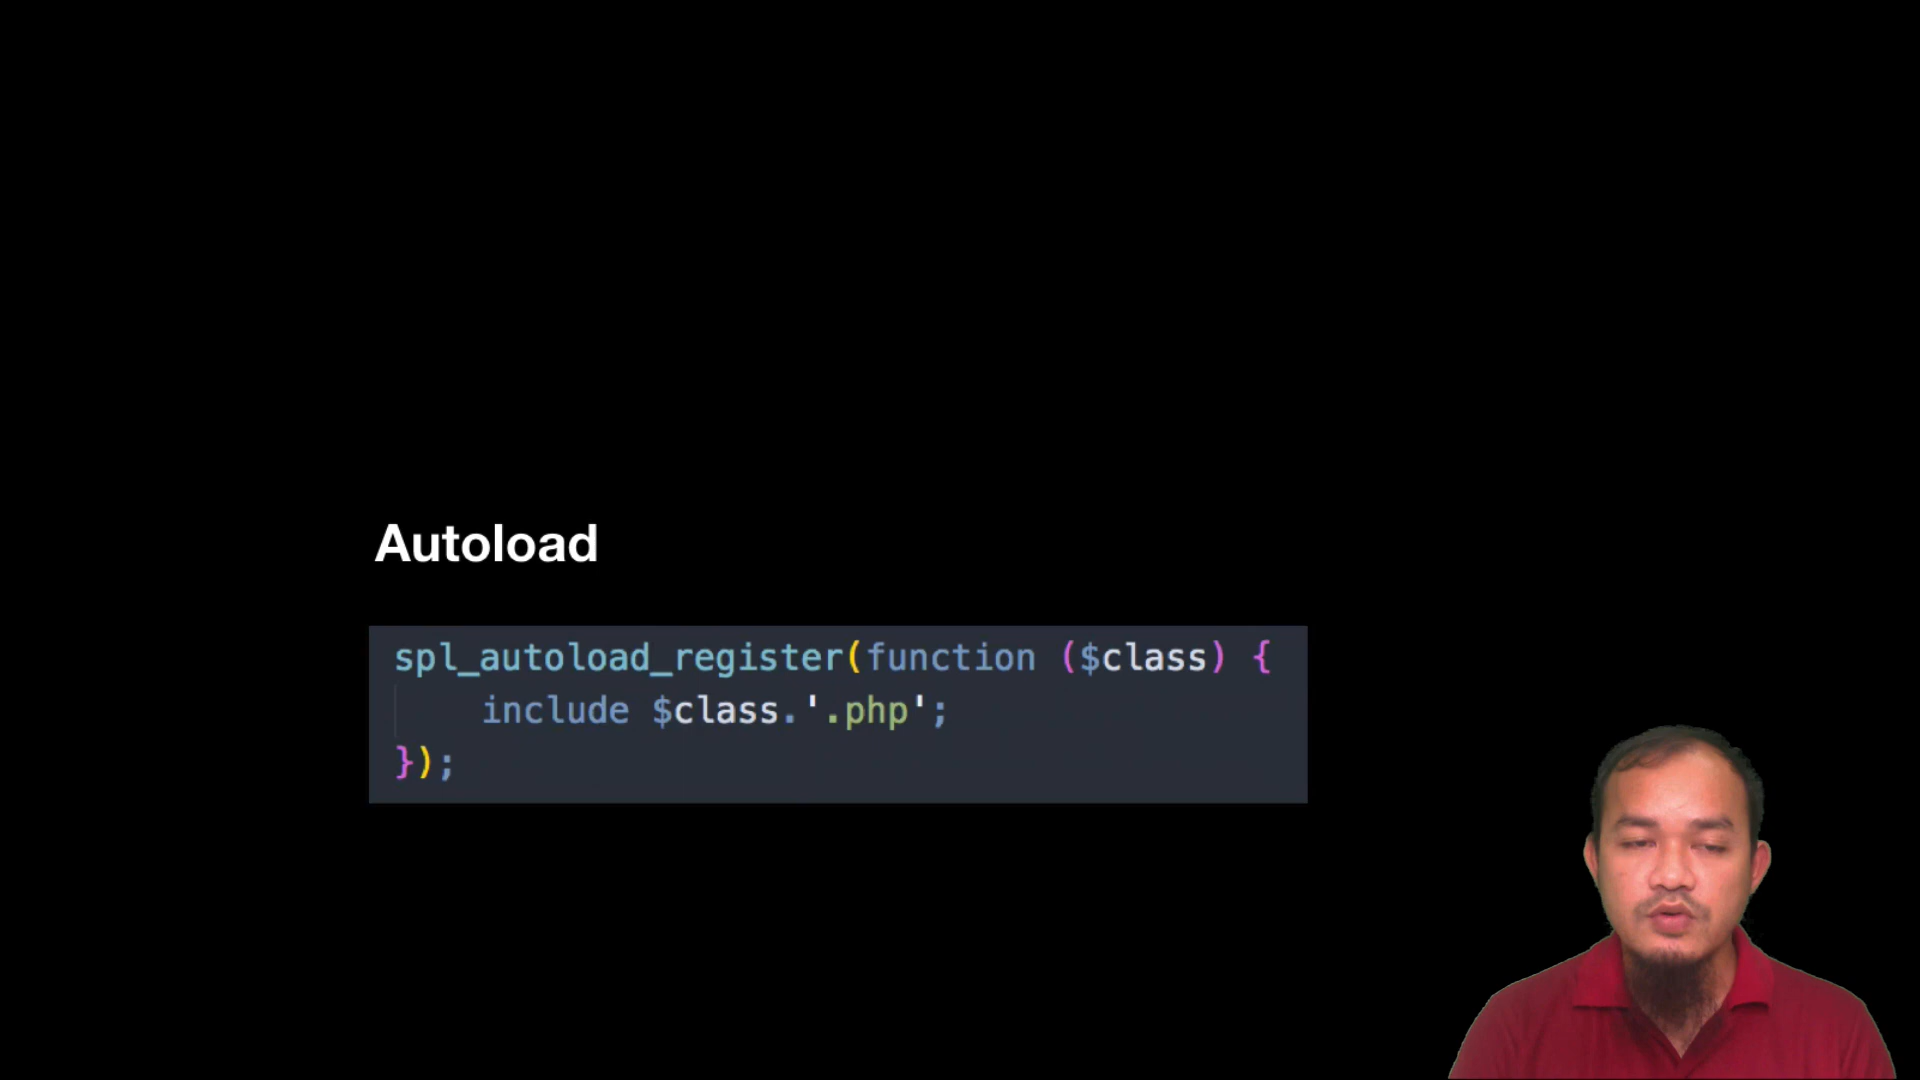 Autoload
spl_autoload_register(function ($class) {
    include $class.'.php';
});